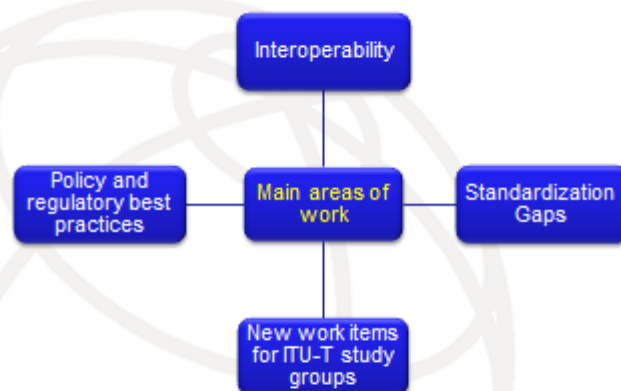 Interoperability
Policy and
regulatory best
practices
Main areas of
work
Standardization
Gaps
New work items
for ITU-T study
groups